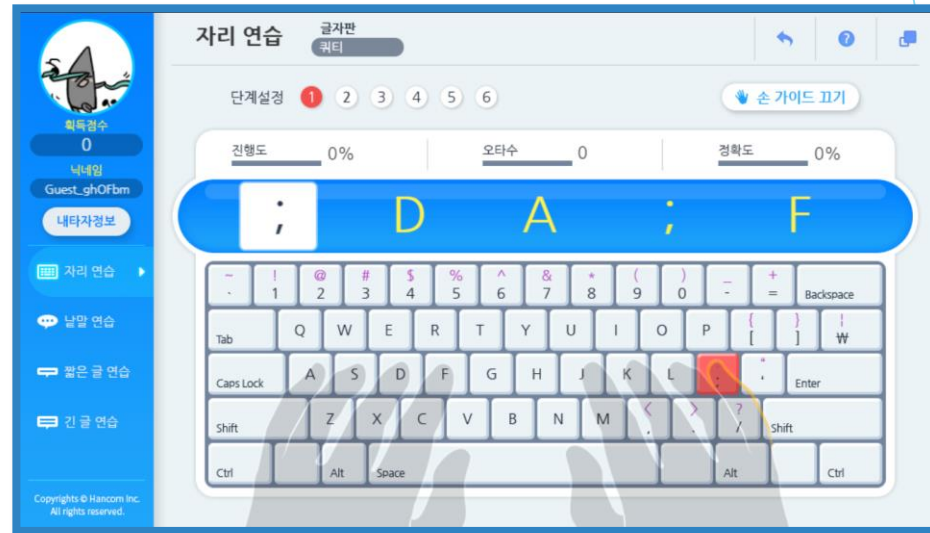 자리 연습
글자판
쿼티
단계설정 1 2 3 4 5 6
손 가이드 끄기
획득점수
0
닉네임
Guest_ghOFbm
내타자정보
자리 연습
낱말 연습
짧은 글 연습
긴 글 연습
Copyrights © Hancom Inc.
All rights reserved.
진행도 0% 오타수 0 정확도 0%
; D A ; F
~ ! @ # $ % ^ & * ( ) _ +
` 1 2 3 4 5 6 7 8 9 0 - = Backspace
Tab Q W E R T Y U I O P { [ } ] ¦ ₩
Caps Lock A S D F G H J K L : ; " ' Enter
Shift Z X C V B N M < , > . ? / Shift
Ctrl Alt Space Alt Ctrl